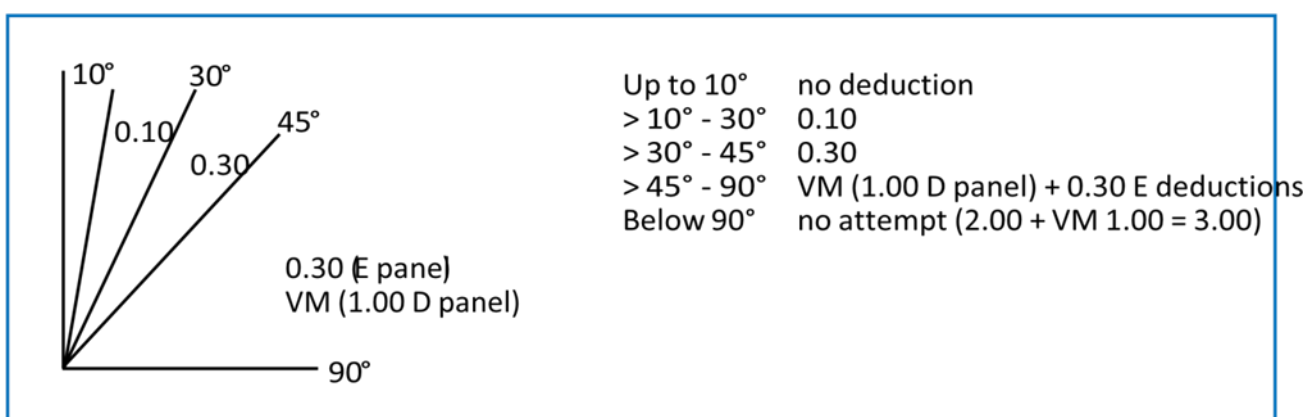 10° 30°
45°
0.10
0.30
0.30 (E panel)
VM (1.00 D panel)
90°
Up to 10° no deduction
> 10° - 30° 0.10
> 30° - 45° 0.30
> 45° - 90° VM (1.00 D panel) + 0.30 E deductions
Below 90° no attempt (2.00 + VM 1.00 = 3.00)